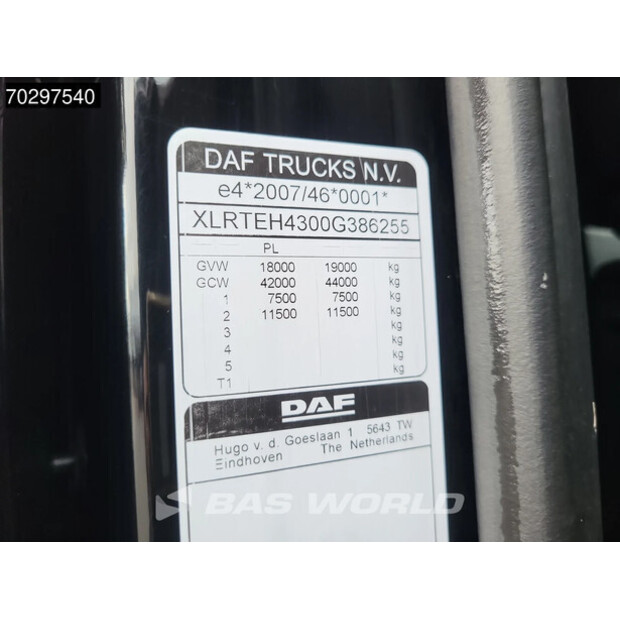 70297540
DAF TRUCKS N.V.
e4*2007/46*0001*
XLRTEH4300G386255
PL
GVW 18000 19000 kg
GCW 42000 44000 kg
1 7500 7500 kg
2 11500 11500 kg
3 kg
4 kg
5 kg
T1 kg
DAF
Hugo v. d. Goeslaan 1 5643 TW
Eindhoven The Netherlands
BAS WORLD